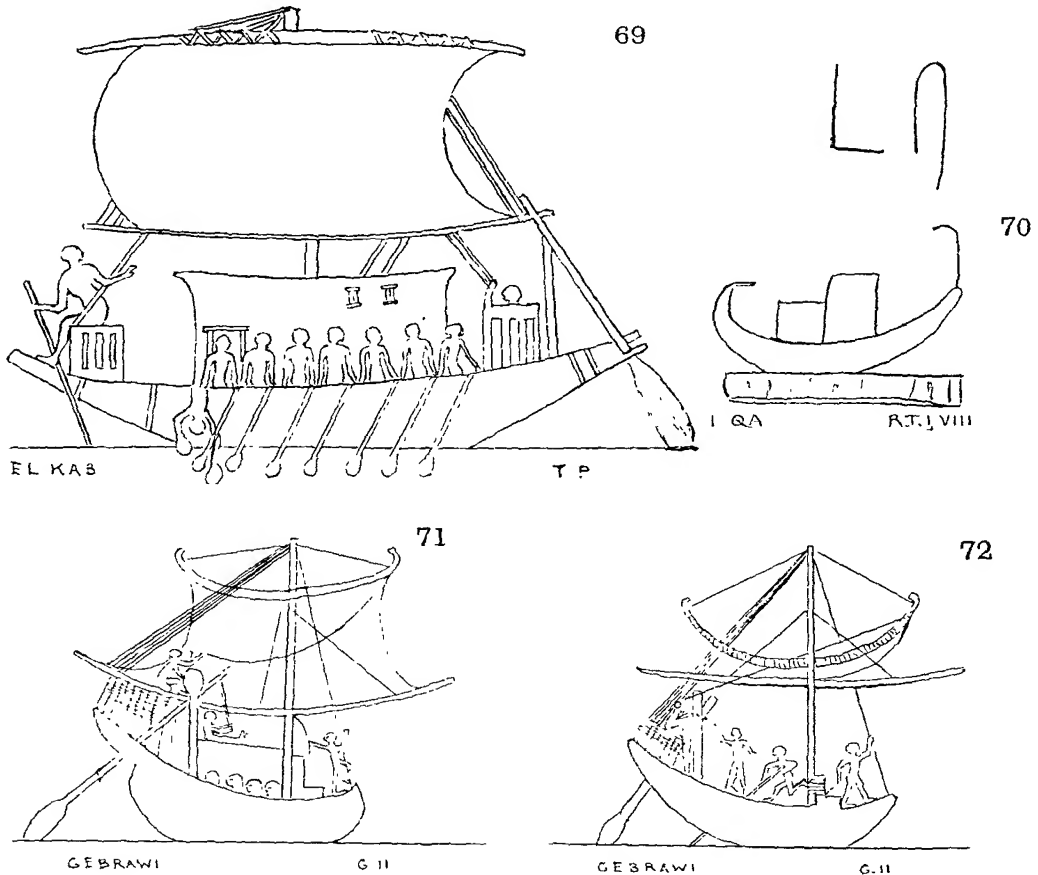 69
70
I QA R.T. I, VIII
EL KAB T P
71
72
GEBRAWI G II
GEBRAWI G.II